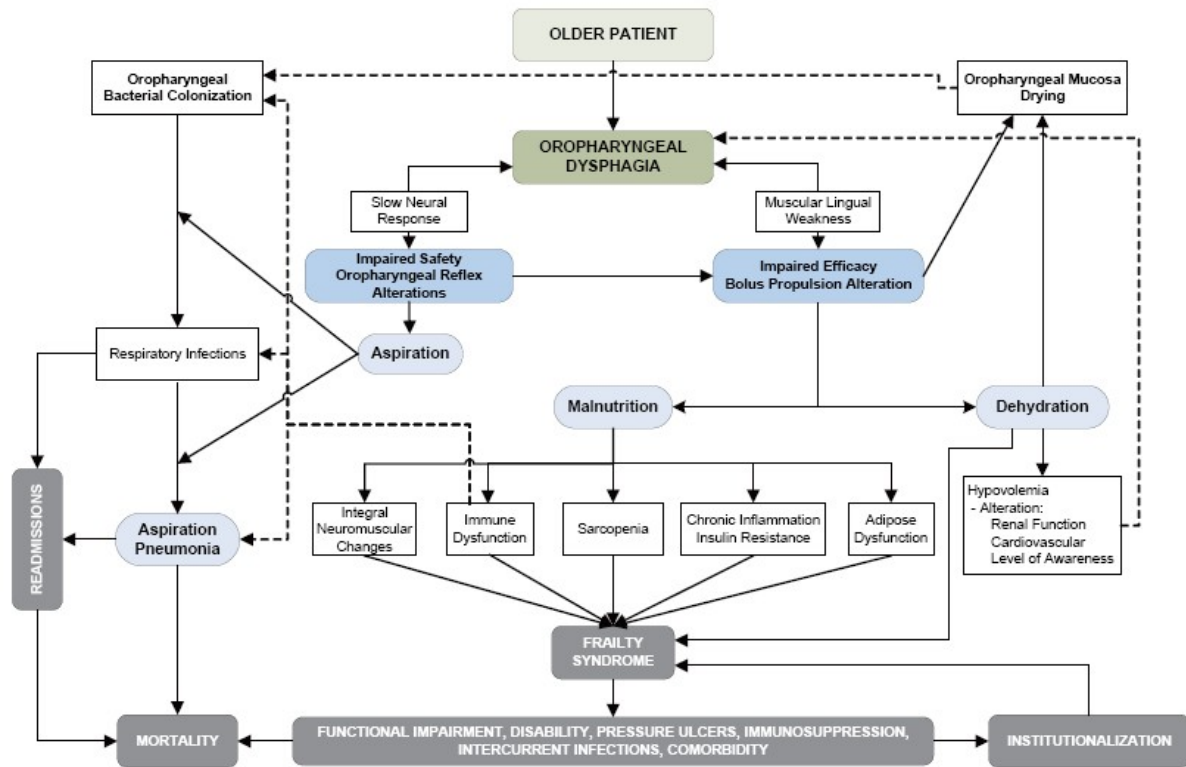 OLDER PATIENT
Oropharyngeal
Bacterial Colonization
Oropharyngeal Mucosa
Drying
OROPHARYNGEAL
DYSPHAGIA
Slow Neural
Response
Muscular Lingual
Weakness
Impaired Safety
Oropharyngeal Reflex
Alterations
Impaired Efficacy
Bolus Propulsion Alteration
Respiratory Infections
Aspiration
Malnutrition
Dehydration
READMISSIONS
Aspiration
Pneumonia
Integral
Neuromuscular
Changes
Immune
Dysfunction
Sarcopenia
Chronic Inflammation
Insulin Resistance
Adipose
Dysfunction
Hypovolemia
- Alteration:
Renal Function
Cardiovascular
Level of Awareness
FRAILTY
SYNDROME
MORTALITY
FUNCTIONAL IMPAIRMENT, DISABILITY, PRESSURE ULCERS, IMMUNOSUPPRESSION,
INTERCURRENT INFECTIONS, COMORBIDITY
INSTITUTIONALIZATION